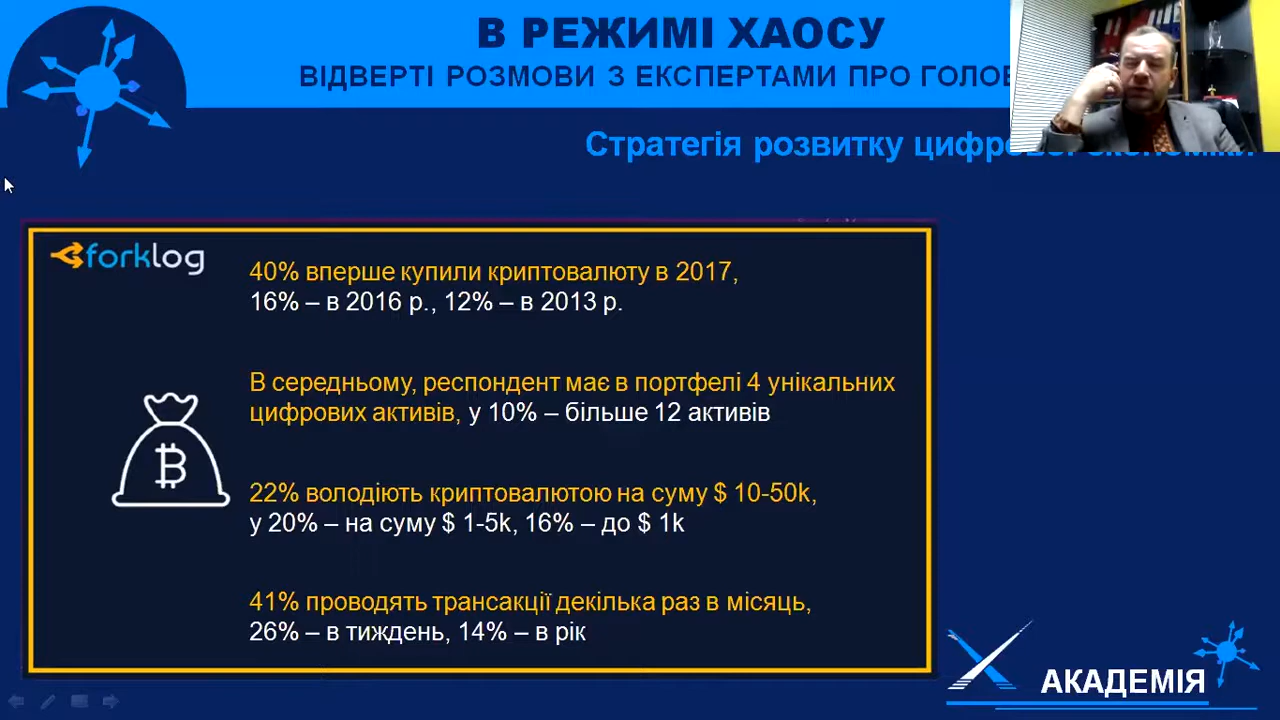 В РЕЖИМІ ХАОСУ
ВІДВЕРТІ РОЗМОВИ З ЕКСПЕРТАМИ ПРО
Стратегія розвитку
forklog
40% вперше купили криптовалюту в 2017,
16% – в 2016 р., 12% – в 2013 р.
В середньому, респондент має в портфелі 4 унікальних
цифрових активів, у 10% – більше 12 активів
22% володіють криптовалютою на суму $ 10-50k,
у 20% – на суму $ 1-5k, 16% – до $ 1k
41% проводять трансакції декілька раз в місяць,
26% – в тиждень, 14% – в рік
АКАДЕМІЯ